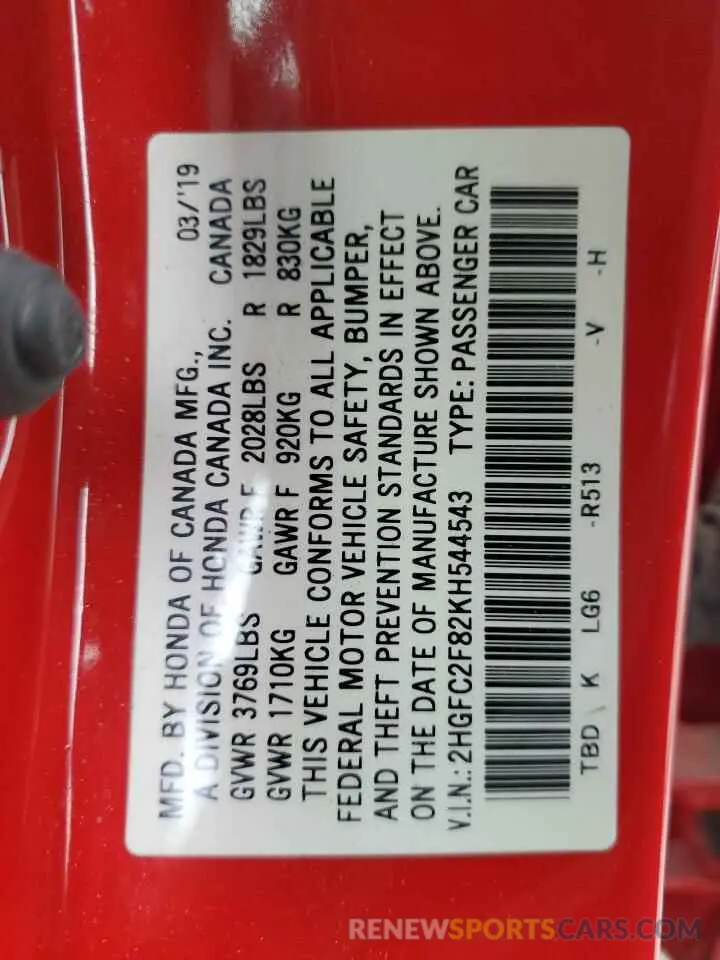 MFD. BY HONDA OF CANADA MFG., 03/'19
A DIVISION OF HONDA CANADA INC. CANADA
GVWR 3769LBS GAWR F 2028LBS R 1829LBS
GVWR 1710KG GAWR F 920KG R 830KG
THIS VEHICLE CONFORMS TO ALL APPLICABLE
FEDERAL MOTOR VEHICLE SAFETY, BUMPER,
AND THEFT PREVENTION STANDARDS IN EFFECT
ON THE DATE OF MANUFACTURE SHOWN ABOVE.
V.I.N.: 2HGFC2F82KH544543 TYPE: PASSENGER CAR
TBD \ K LG6 -R513 -V -H
RENEWSPORTSCARS.COM